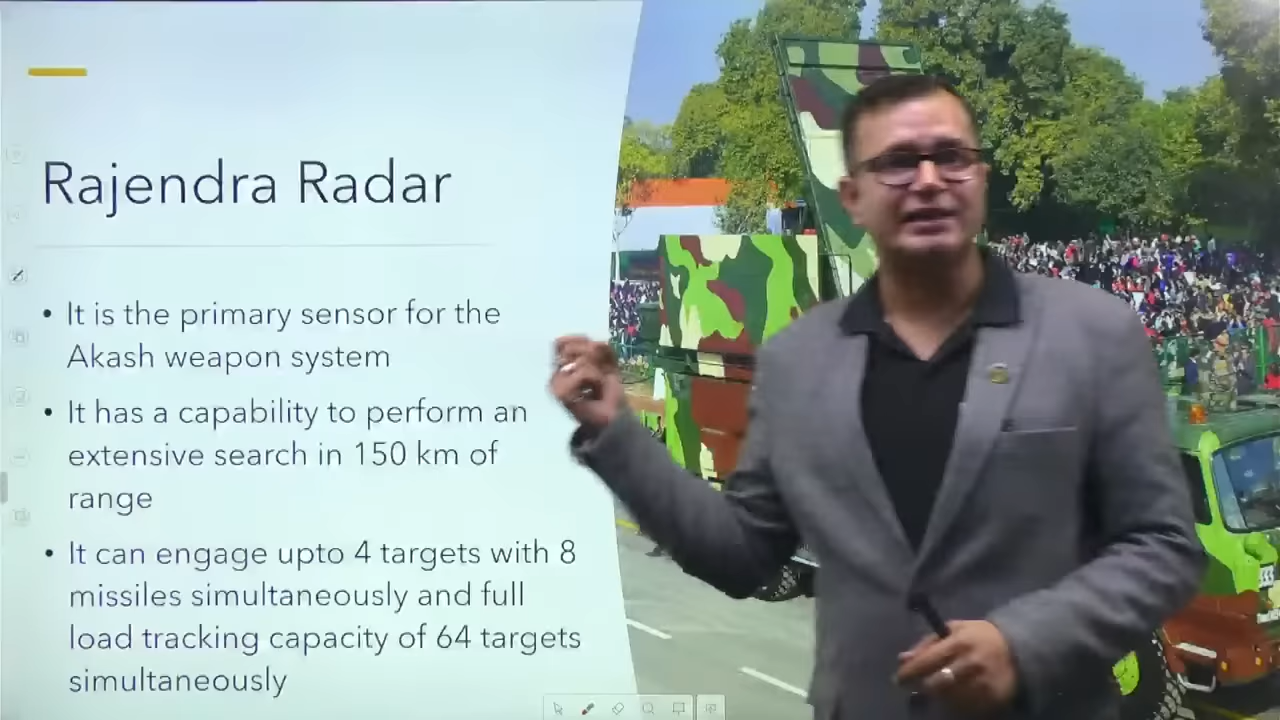 Rajendra Radar
• It is the primary sensor for the
Akash weapon system
• It has a capability to perform an
extensive search in 150 km of
range
• It can engage upto 4 targets with 8
missiles simultaneously and full
load tracking capacity of 64 targets
simultaneously